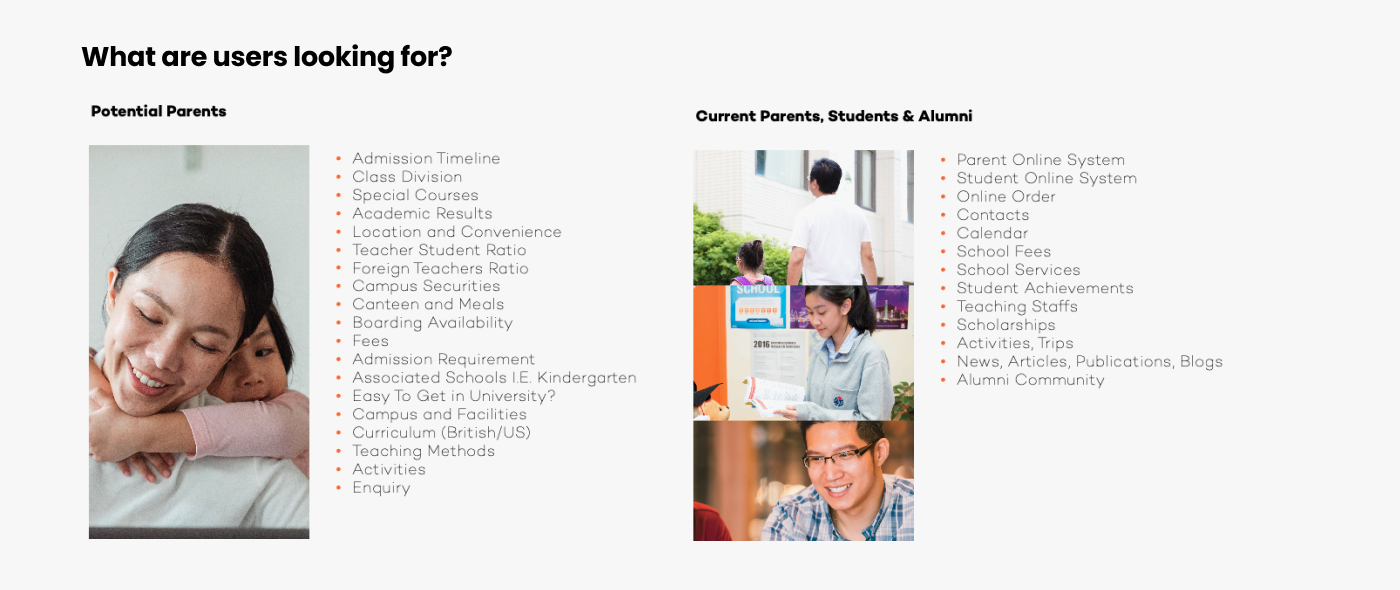 What are users looking for?
Potential Parents
Admission Timeline
Class Division
Special Courses
Academic Results
Location and Convenience
Teacher Student Ratio
Foreign Teachers Ratio
Campus Securities
Canteen and Meals
Boarding Availability
Fees
Admission Requirement
Associated Schools I.E. Kindergarten
Easy To Get in University?
Campus and Facilities
Curriculum (British/US)
Teaching Methods
Activities
Enquiry
Current Parents, Students & Alumni
SCHOOL
2016
Parent Online System
Student Online System
Online Order
Contacts
Calendar
School Fees
School Services
Student Achievements
Teaching Staffs
Scholarships
Activities, Trips
News, Articles, Publications, Blogs
Alumni Community